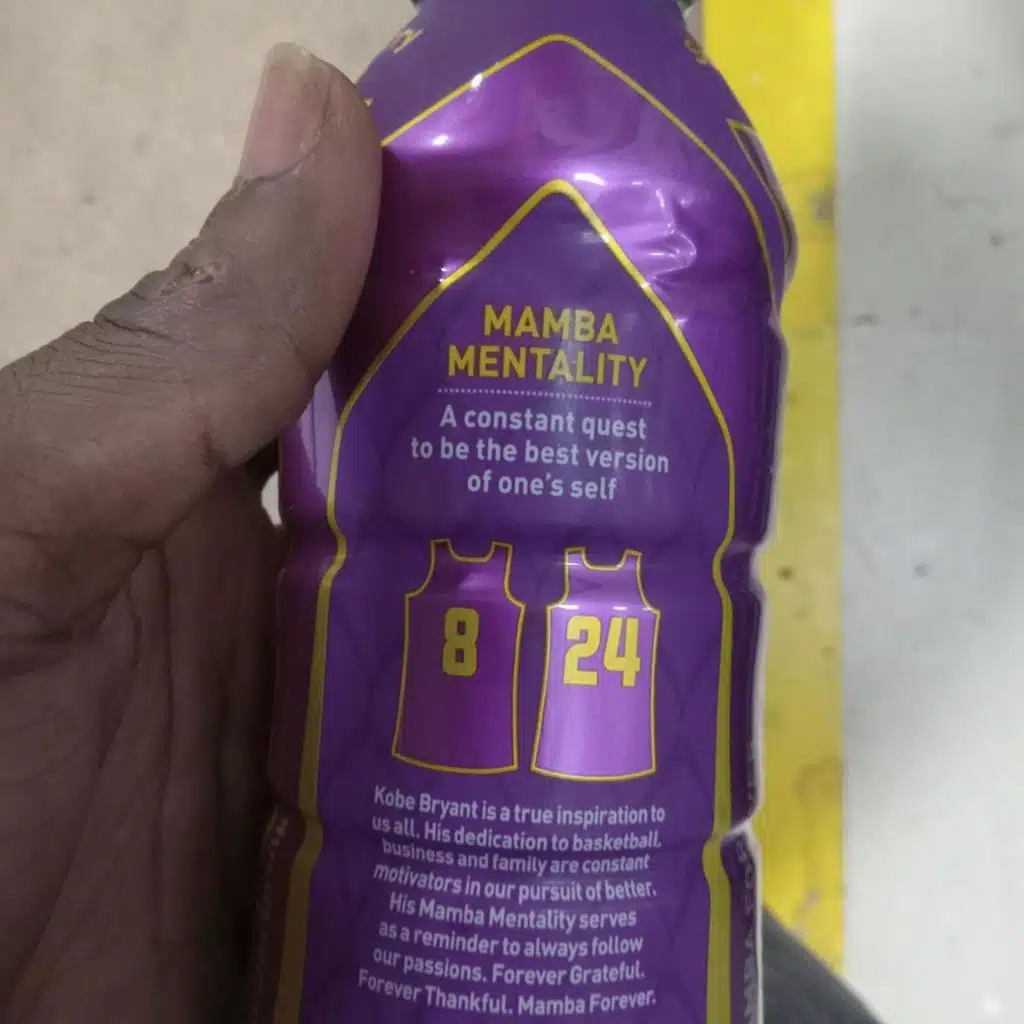 MAMBA
MENTALITY
A constant quest
to be the best version
of one's self
8
24
Kobe Bryant is a true inspiration to
us all. His dedication to basketball,
business and family are constant
motivators in our pursuit of better.
His Mamba Mentality serves
as a reminder to always follow
our passions. Forever Grateful.
Forever Thankful. Mamba Forever.